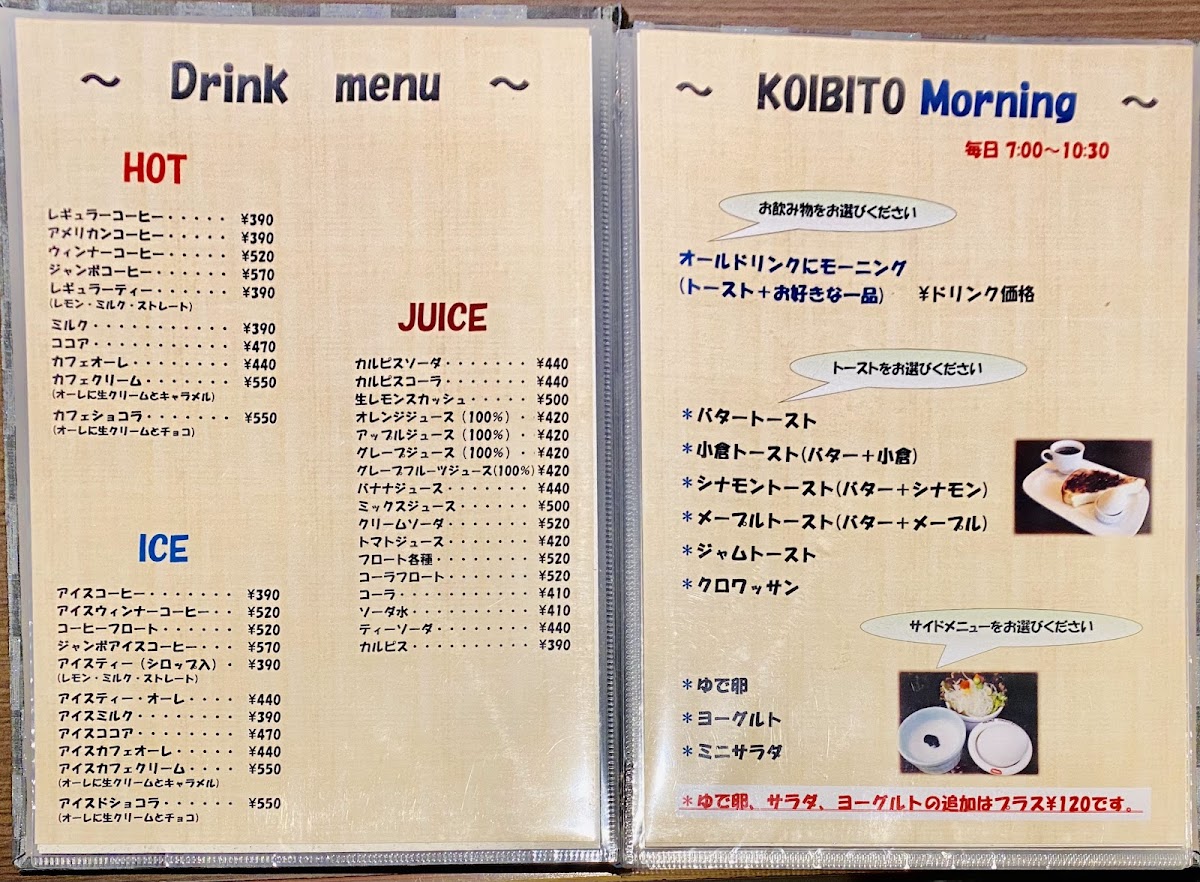 ～ Drink menu ～
HOT
レギュラーコーヒー・・・・・ ¥390
アメリカンコーヒー・・・・・ ¥390
ウィンナーコーヒー・・・・・ ¥520
ジャンボコーヒー・・・・・・ ¥570
レギュラーティー・・・・・・ ¥390
(レモン・ミルク・ストレート)
ミルク・・・・・・・・・・・ ¥390
ココア・・・・・・・・・・・ ¥470
カフェオーレ・・・・・・・・ ¥440
カフェクリーム・・・・・・・ ¥550
(オーレに生クリームとキャラメル)
カフェショコラ・・・・・・・ ¥550
(オーレに生クリームとチョコ)
ICE
アイスコーヒー・・・・・・・ ¥390
アイスウィンナーコーヒー・・ ¥520
コーヒーフロート・・・・・・ ¥520
ジャンボアイスコーヒー・・・ ¥570
アイスティー（シロップ入）・ ¥390
(レモン・ミルク・ストレート)
アイスティー・オーレ・・・・ ¥440
アイスミルク・・・・・・・・ ¥390
アイスココア・・・・・・・・ ¥470
アイスカフェオーレ・・・・・ ¥440
アイスカフェクリーム・・・・ ¥550
(オーレに生クリームとキャラメル)
アイスドショコラ・・・・・・ ¥550
(オーレに生クリームとチョコ)
JUICE
カルピスソーダ・・・・・・・ ¥440
カルピスコーラ・・・・・・・ ¥440
生レモンスカッシュ・・・・・ ¥500
オレンジジュース（100％）・ ¥420
アップルジュース（100％）・ ¥420
グレープジュース（100％）・ ¥420
グレープフルーツジュース(100％) ¥420
バナナジュース・・・・・・・ ¥440
ミックスジュース・・・・・・ ¥500
クリームソーダ・・・・・・・ ¥520
トマトジュース・・・・・・・ ¥420
フロート各種・・・・・・・・ ¥520
コーラフロート・・・・・・・ ¥520
コーラ・・・・・・・・・・・ ¥410
ソーダ水・・・・・・・・・・ ¥410
ティーソーダ・・・・・・・・ ¥440
カルピス・・・・・・・・・・ ¥390
～ KOIBITO Morning ～
毎日 7:00～10:30
お飲み物をお選びください
オールドリンクにモーニング
(トースト＋お好きな一品) ¥ドリンク価格
トーストをお選びください
＊バタートースト
＊小倉トースト(バター＋小倉)
＊シナモントースト(バター＋シナモン)
＊メープルトースト(バター＋メープル)
＊ジャムトースト
＊クロワッサン
サイドメニューをお選びください
＊ゆで卵
＊ヨーグルト
＊ミニサラダ
＊ゆで卵、サラダ、ヨーグルトの追加はプラス¥120です。